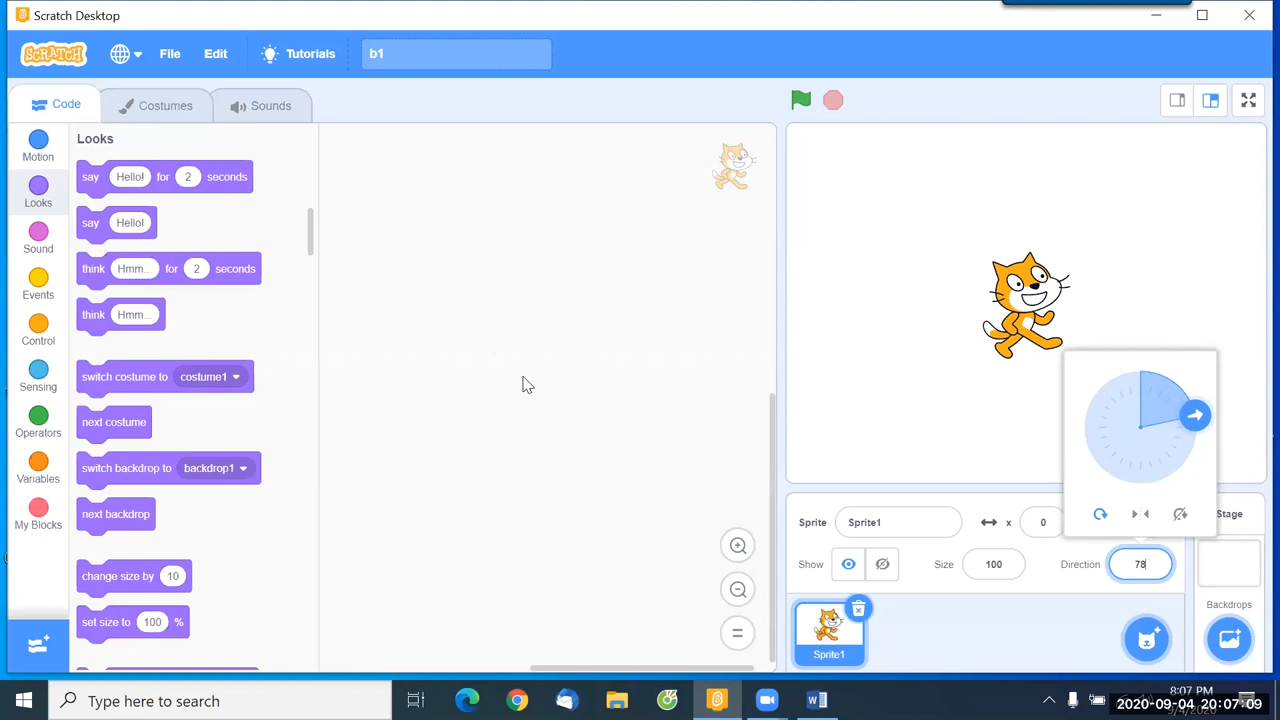 Scratch Desktop
SCRATCH
File
Edit
Tutorials
b1
Code
Costumes
Sounds
Motion
Looks
Sound
Events
Control
Sensing
Operators
Variables
My Blocks
Looks
say Hello! for 2 seconds
say Hello!
think Hmm... for 2 seconds
think Hmm...
switch costume to costume1
next costume
switch backdrop to backdrop1
next backdrop
change size by 10
set size to 100 %
Sprite Sprite1 x 0
Show Size 100 Direction 78
Sprite1
Stage
Backdrops
Type here to search
8:07 PM
2020-09-04 20:07:09